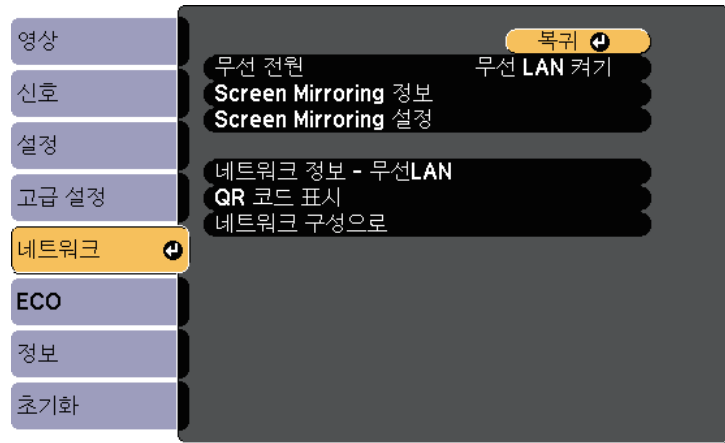 영상
신호
설정
고급 설정
네트워크
ECO
정보
초기화
복귀
무선 전원 무선 LAN 켜기
Screen Mirroring 정보
Screen Mirroring 설정
네트워크 정보 - 무선LAN
QR 코드 표시
네트워크 구성으로